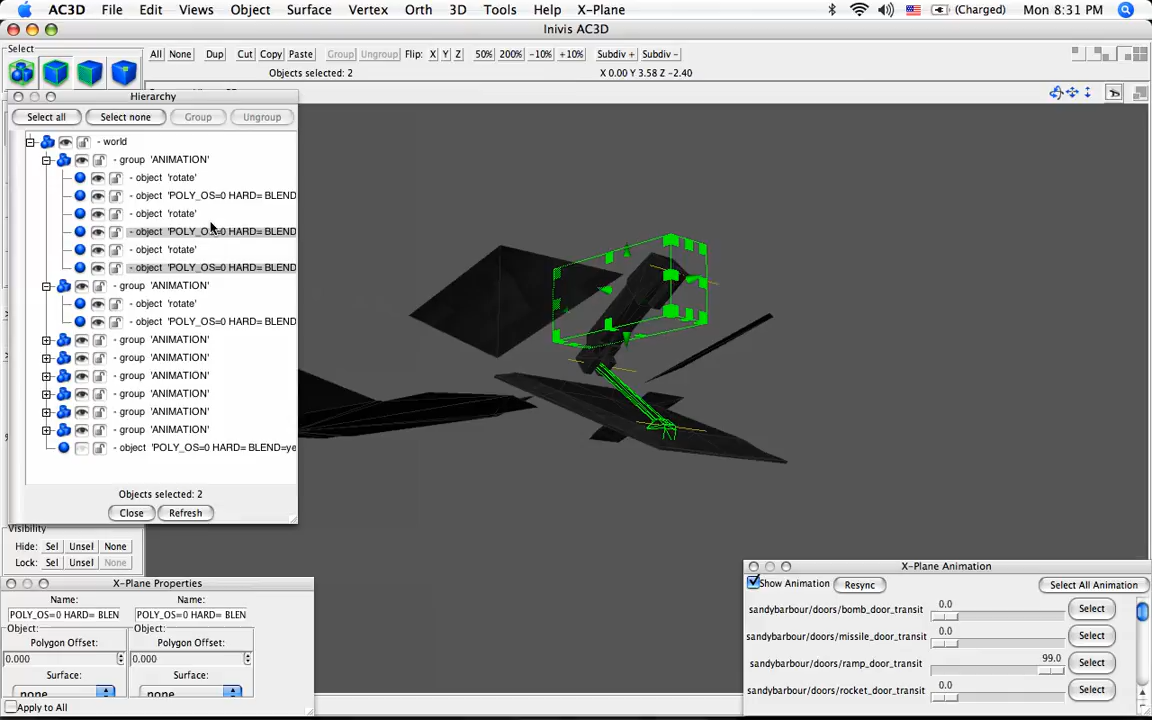 AC3D File Edit Views Object Surface Vertex Orth 3D Tools Help X-Plane (Charged) Mon 8:31 PM
Inivis AC3D
Select
All None Dup Cut Copy Paste Group Ungroup Flip: X Y Z 50% 200% -10% +10% Subdiv + Subdiv -
Objects selected: 2 X 0.00 Y 3.58 Z -2.40
Hierarchy
Select all Select none Group Ungroup
- world
- group 'ANIMATION'
- object 'rotate'
- object 'POLY_OS=0 HARD= BLEND
- object 'rotate'
- object 'POLY_OS=0 HARD= BLEND
- object 'rotate'
- object 'POLY_OS=0 HARD= BLEND
- group 'ANIMATION'
- object 'rotate'
- object 'POLY_OS=0 HARD= BLEND
- group 'ANIMATION'
- group 'ANIMATION'
- group 'ANIMATION'
- group 'ANIMATION'
- group 'ANIMATION'
- group 'ANIMATION'
- object 'POLY_OS=0 HARD= BLEND=ye
Objects selected: 2
Close Refresh
Visibility
Hide: Sel Unsel None
Lock: Sel Unsel None
X-Plane Properties
Name: Name:
POLY_OS=0 HARD= BLEN POLY_OS=0 HARD= BLEN
Object: Object:
Polygon Offset: Polygon Offset:
0.000 0.000
Surface: Surface:
none none
Apply to All
X-Plane Animation
Show Animation Resync Select All Animation
sandybarbour/doors/bomb_door_transit 0.0 Select
sandybarbour/doors/missile_door_transit 0.0 Select
sandybarbour/doors/ramp_door_transit 99.0 Select
sandybarbour/doors/rocket_door_transit 0.0 Select